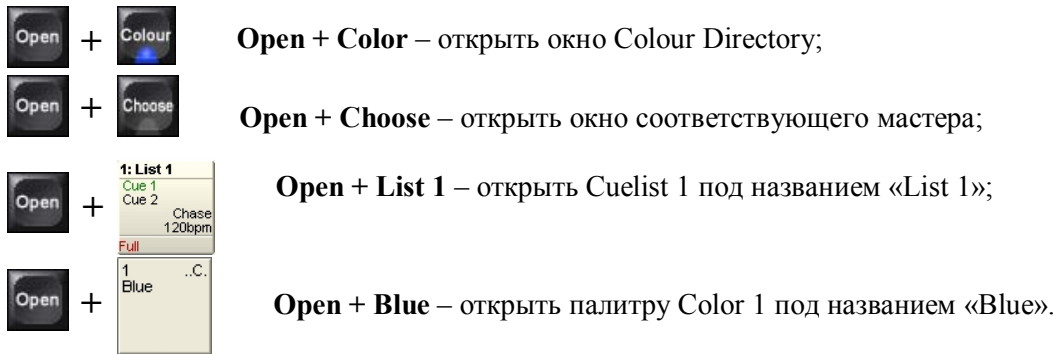 Open + Colour Open + Color – открыть окно Colour Directory;
Open + Choose Open + Choose – открыть окно соответствующего мастера;
Open + 1: List 1
Cue 1
Cue 2
Chase
120bpm
Full
Open + List 1 – открыть Cuelist 1 под названием «List 1»;
Open + 1 ..C.
Blue
Open + Blue – открыть палитру Color 1 под названием «Blue».